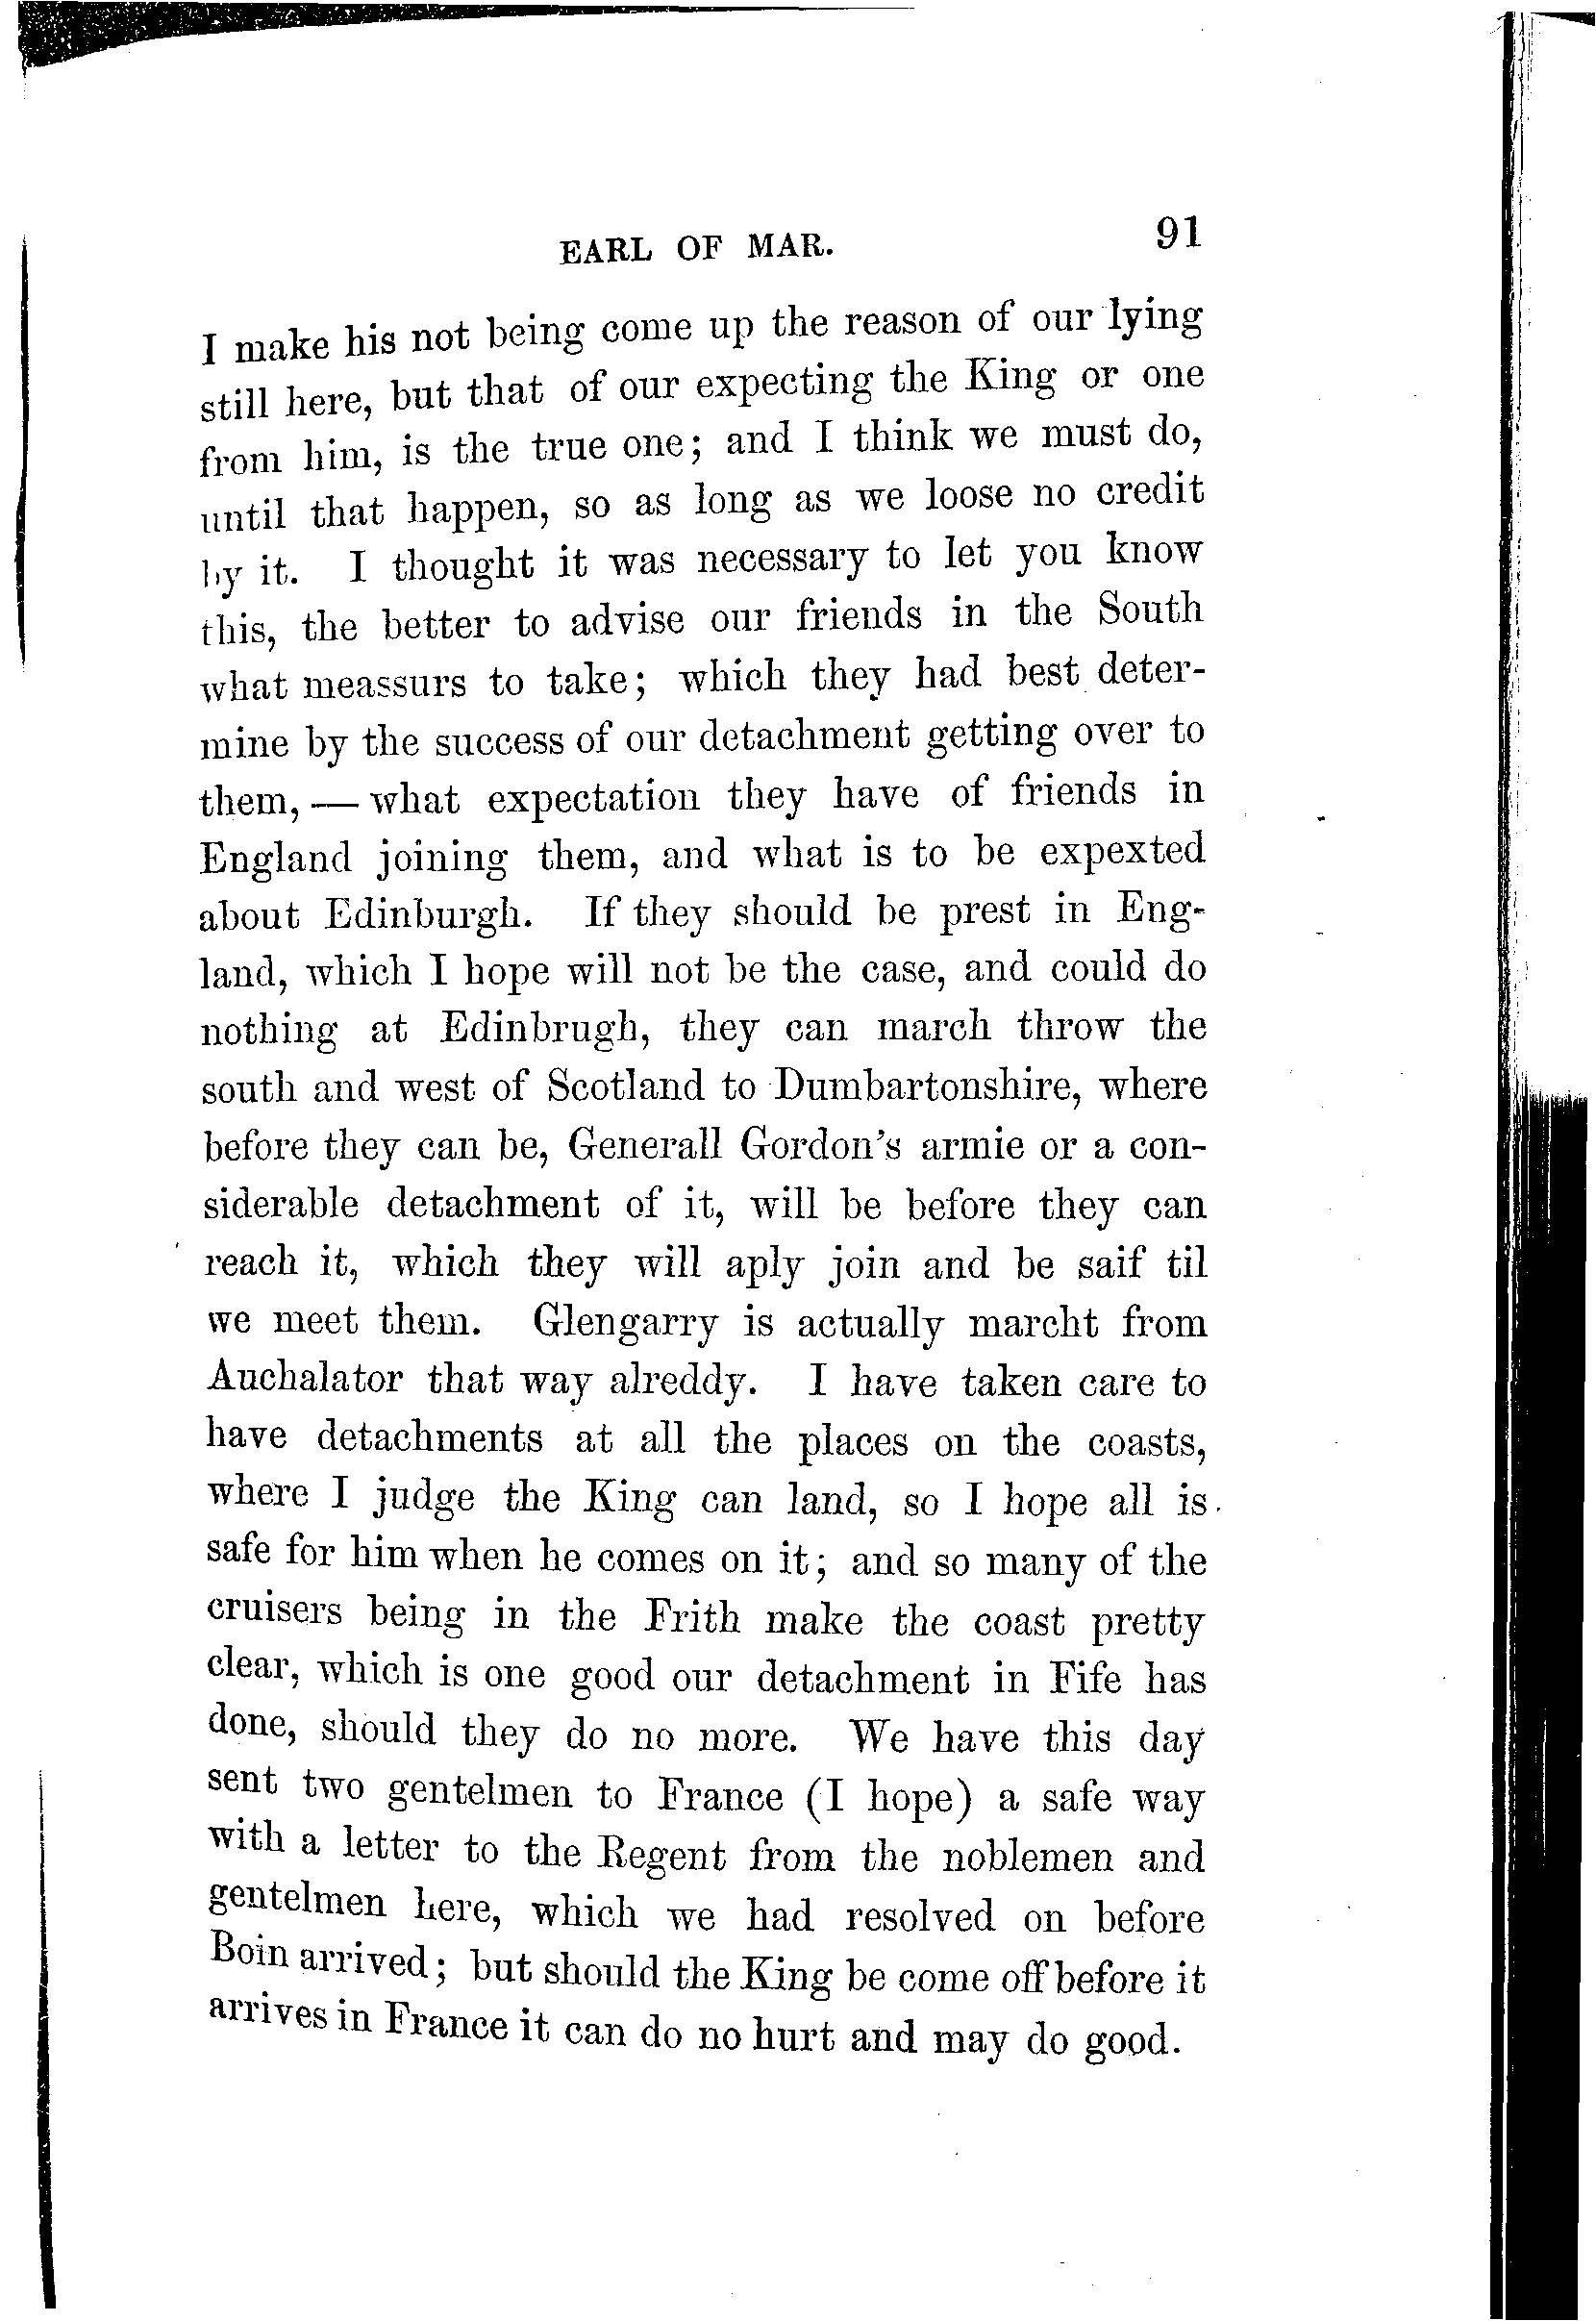 EARL OF MAR. 91
I make his not being come up the reason of our lying
still here, but that of our expecting the King or one
from him, is the true one; and I think we must do,
until that happen, so as long as we loose no credit
by it. I thought it was necessary to let you know
this, the better to advise our friends in the South
what meassurs to take; which they had best deter-
mine by the success of our detachment getting over to
them, — what expectation they have of friends in
England joining them, and what is to be expexted
about Edinburgh. If they should be prest in Eng-
land, which I hope will not be the case, and could do
nothing at Edinbrugh, they can march throw the
south and west of Scotland to Dumbartonshire, where
before they can be, Generall Gordon's armie or a con-
siderable detachment of it, will be before they can
reach it, which they will aply join and be saif til
we meet them. Glengarry is actually marcht from
Auchalator that way alreddy. I have taken care to
have detachments at all the places on the coasts,
where I judge the King can land, so I hope all is
safe for him when he comes on it; and so many of the
cruisers being in the Frith make the coast pretty
clear, which is one good our detachment in Fife has
done, should they do no more. We have this day
sent two gentelmen to France (I hope) a safe way
with a letter to the Regent from the noblemen and
gentelmen here, which we had resolved on before
Boin arrived; but should the King be come off before it
arrives in France it can do no hurt and may do good.